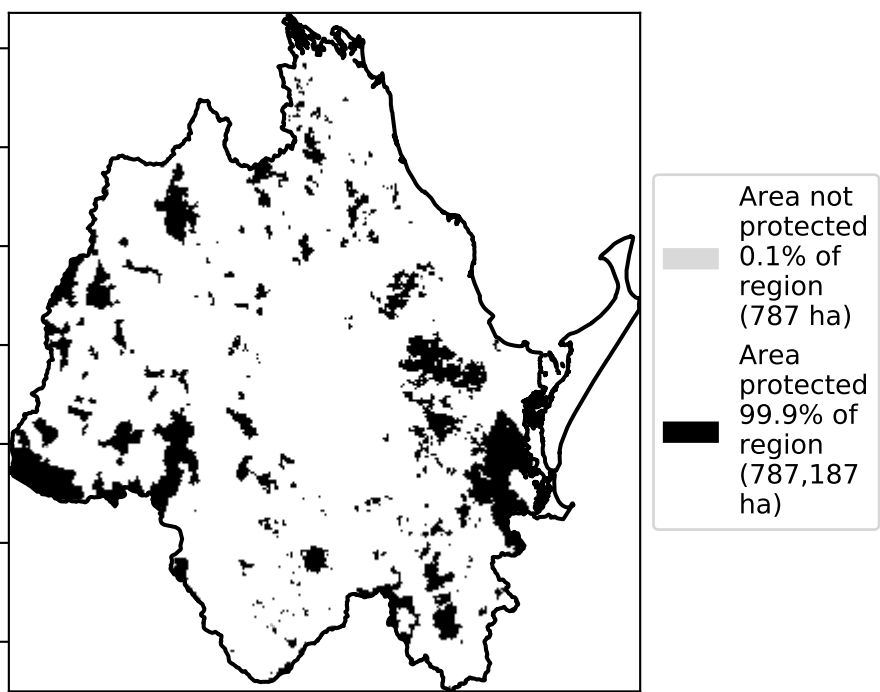 Area not
protected
0.1% of
region
(787 ha)
Area
protected
99.9% of
region
(787,187
ha)